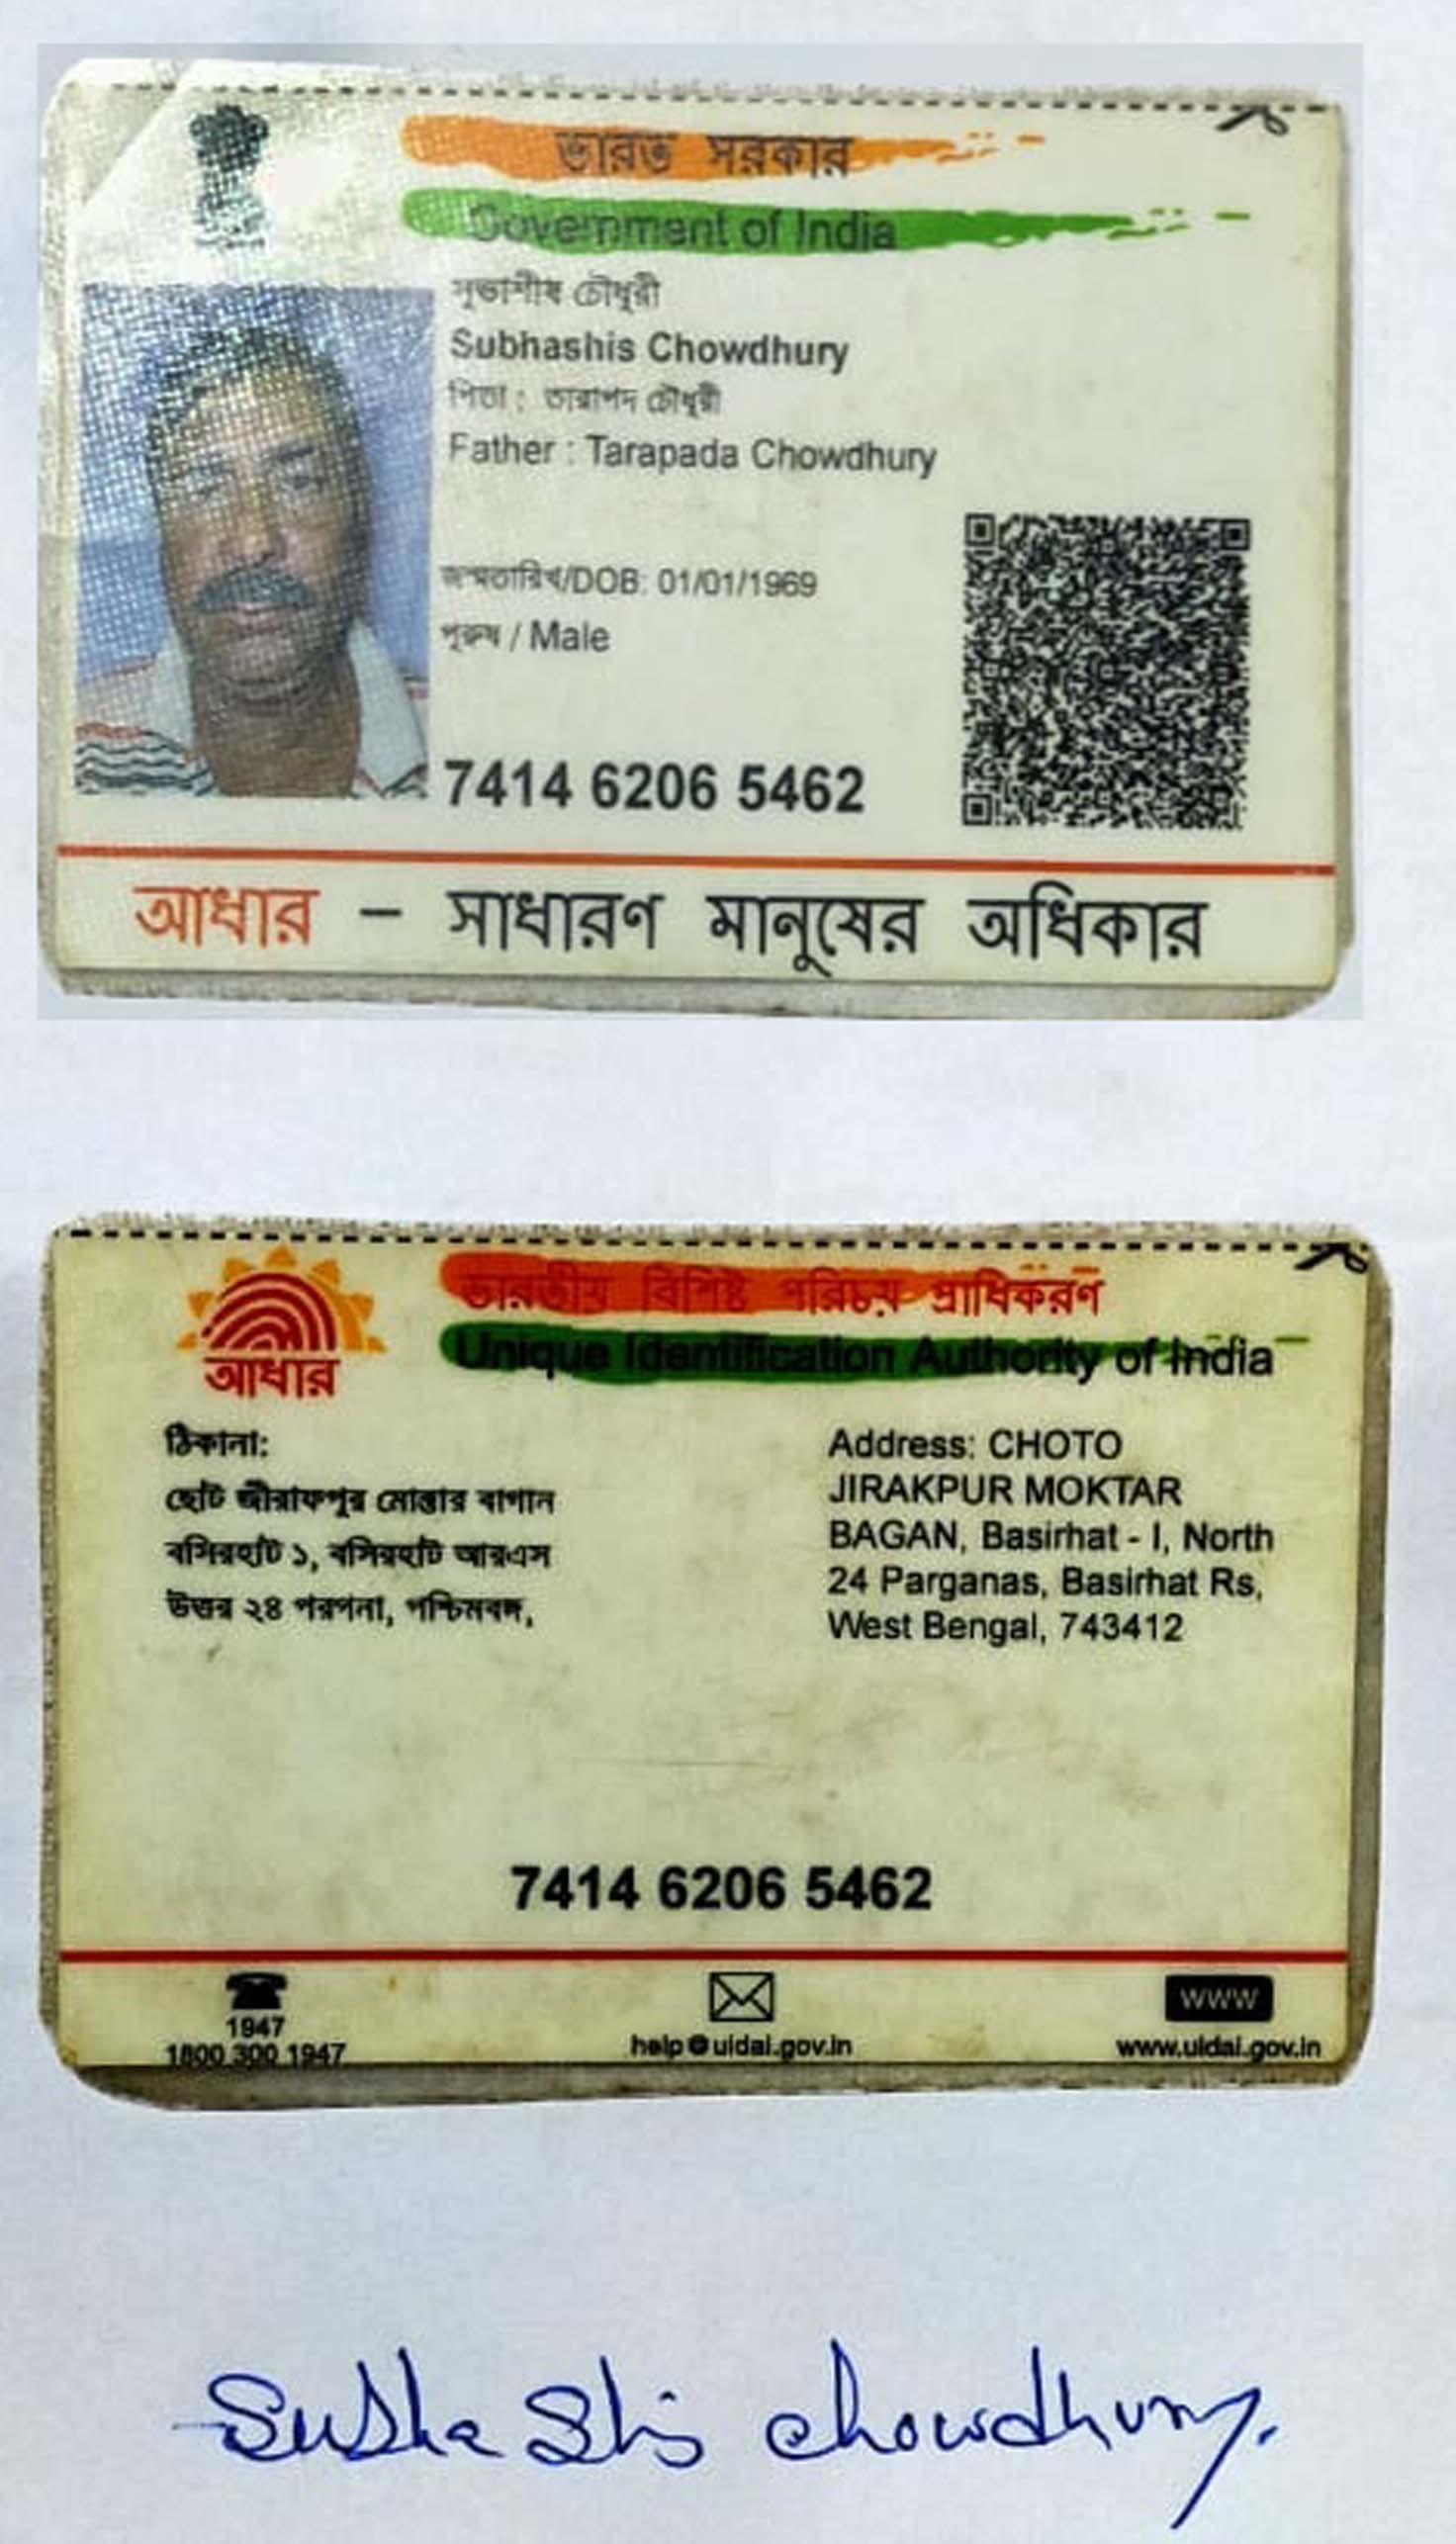 ভারত সরকার
Government of India
সুভাশীষ চৌধুরী
Subhashis Chowdhury
পিতা : তারাপদ চৌধুরী
Father : Tarapada Chowdhury
জন্মতারিখ/DOB: 01/01/1969
পুরুষ / Male
7414 6206 5462
আধার – সাধারণ মানুষের অধিকার
ভারতীয় বিশিষ্ট পরিচয় প্রাধিকরণ
Unique Identification Authority of India
আধার
ঠিকানা:
ছোট জীরাফপুর মোক্তার বাগান
বসিরহাট ১, বসিরহাট আরএস
উত্তর ২৪ পরগনা, পশ্চিমবঙ্গ,
Address: CHOTO
JIRAKPUR MOKTAR
BAGAN, Basirhat - I, North
24 Parganas, Basirhat Rs,
West Bengal, 743412
7414 6206 5462
1947
1800 300 1947
help@uidai.gov.in
www
www.uidai.gov.in
Subhashis chowdhury.